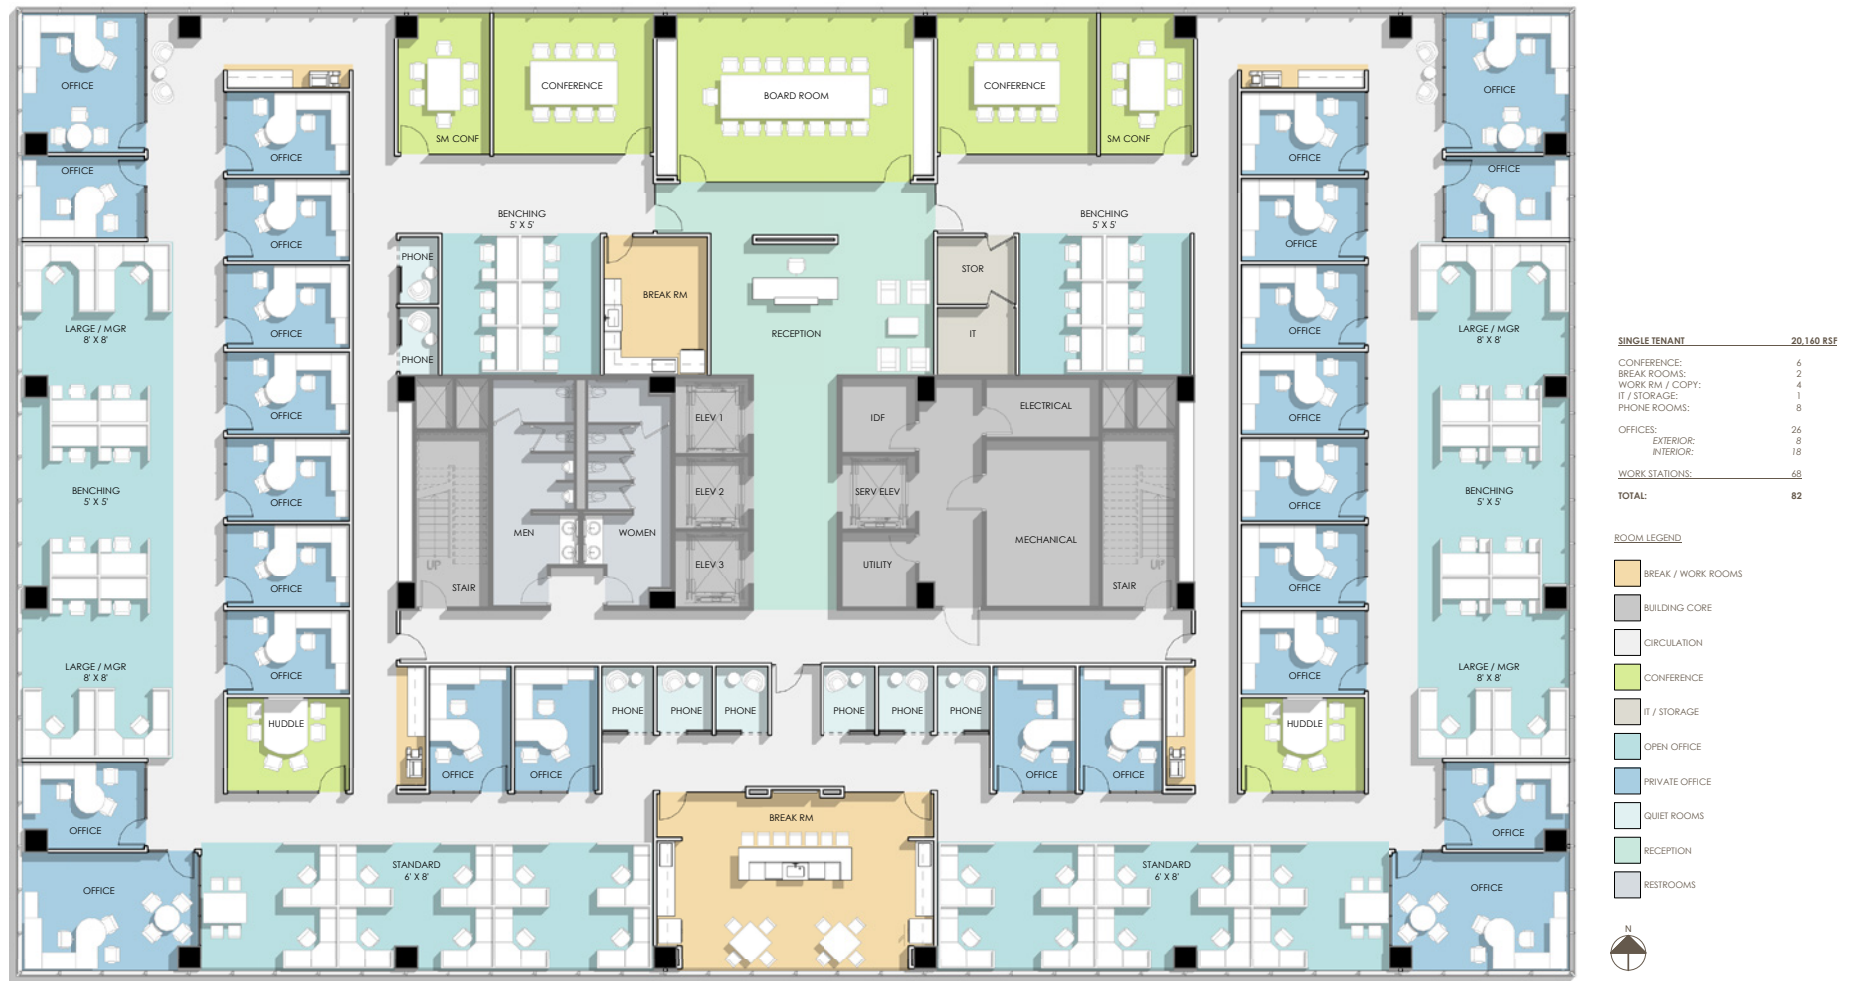 OFFICE
SM CONF
CONFERENCE
BOARD ROOM
CONFERENCE
SM CONF
OFFICE
OFFICE
OFFICE
OFFICE
OFFICE
BENCHING
5' X 5'
BENCHING
5' X 5'
OFFICE
OFFICE
PHONE
BREAK RM
STOR
LARGE / MGR
8' X 8'
OFFICE
PHONE
RECEPTION
IT
OFFICE
LARGE / MGR
8' X 8'
OFFICE
ELEV 1
IDF
ELECTRICAL
OFFICE
BENCHING
5' X 5'
OFFICE
MEN
WOMEN
ELEV 2
SERV ELEV
MECHANICAL
OFFICE
BENCHING
5' X 5'
OFFICE
UP
STAIR
ELEV 3
UTILITY
UP
STAIR
OFFICE
LARGE / MGR
8' X 8'
OFFICE
OFFICE
LARGE / MGR
8' X 8'
HUDDLE
PHONE
PHONE
PHONE
PHONE
PHONE
PHONE
HUDDLE
OFFICE
OFFICE
OFFICE
OFFICE
OFFICE
BREAK RM
OFFICE
OFFICE
STANDARD
6' X 8'
STANDARD
6' X 8'
OFFICE
SINGLE TENANT 20,160 RSF
CONFERENCE: 6
BREAK ROOMS: 2
WORK RM / COPY: 4
IT / STORAGE: 1
PHONE ROOMS: 8
OFFICES: 26
EXTERIOR: 8
INTERIOR: 18
WORK STATIONS: 68
TOTAL: 82
ROOM LEGEND
BREAK / WORK ROOMS
BUILDING CORE
CIRCULATION
CONFERENCE
IT / STORAGE
OPEN OFFICE
PRIVATE OFFICE
QUIET ROOMS
RECEPTION
RESTROOMS
N